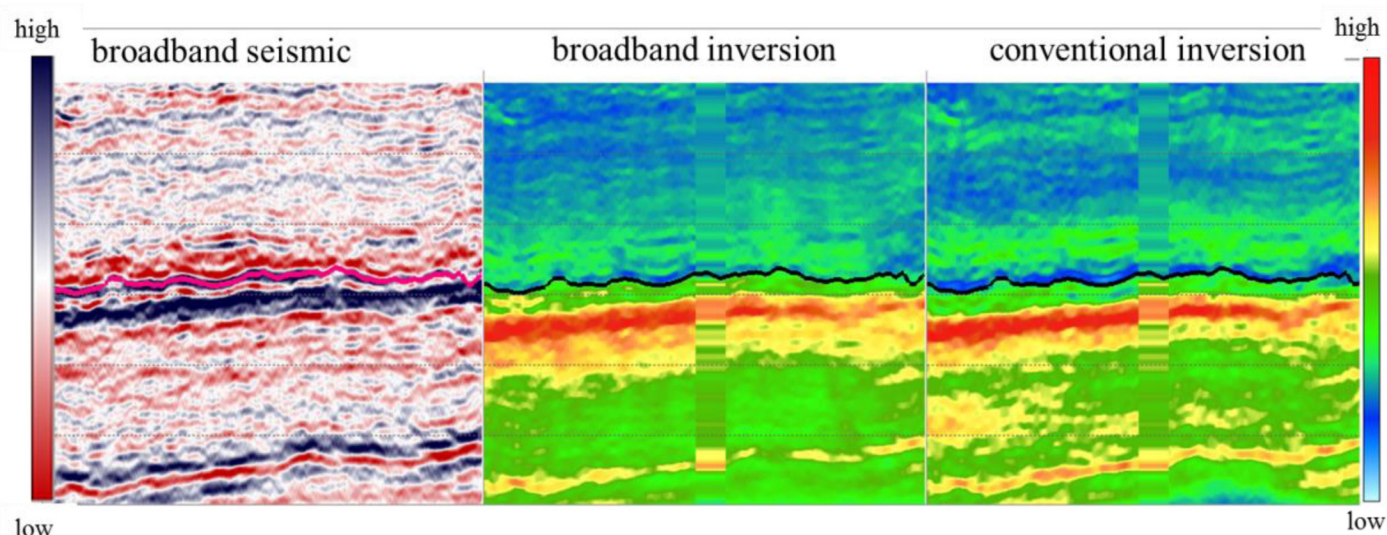 high
high
broadband seismic
broadband inversion
conventional inversion
low
low